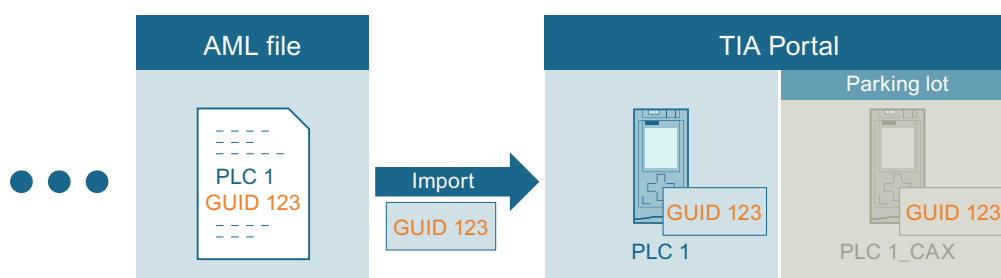 AML file
PLC 1
GUID 123
Import
GUID 123
TIA Portal
Parking lot
GUID 123
PLC 1
GUID 123
PLC 1_CAX